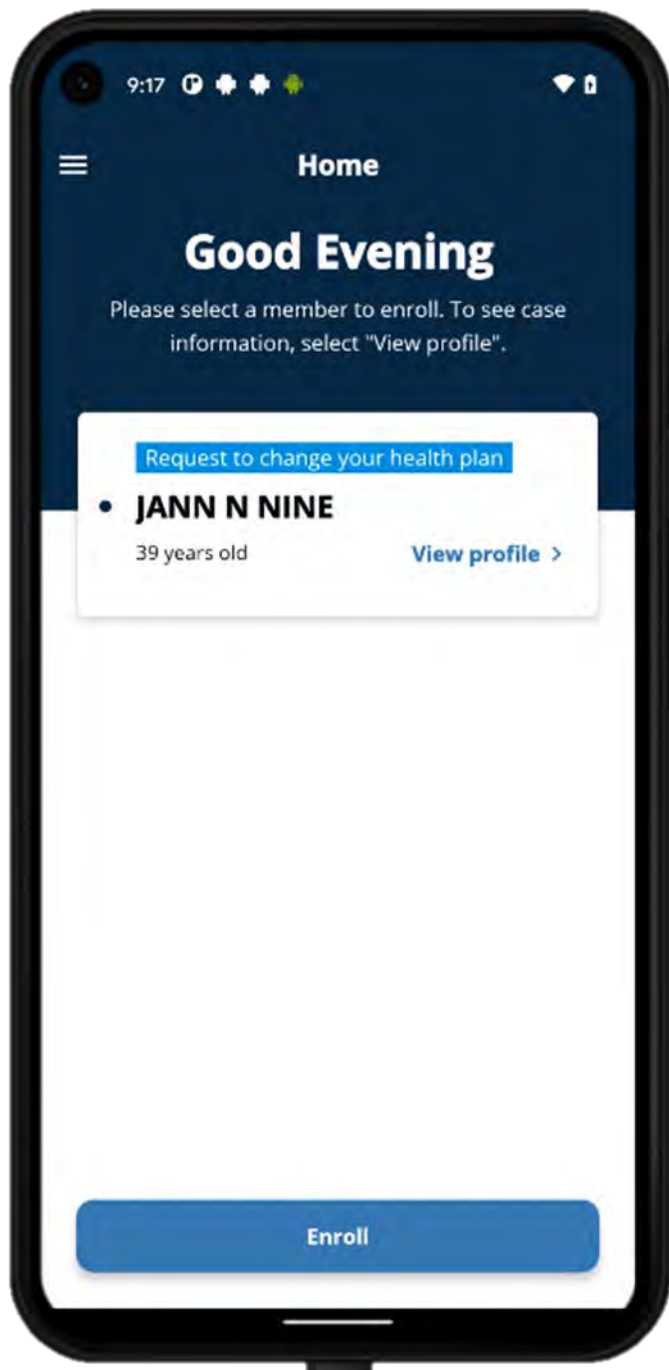 9:17
Home
Good Evening
Please select a member to enroll. To see case
information, select "View profile".
Request to change your health plan
JANN N NINE
39 years old
View profile
Enroll